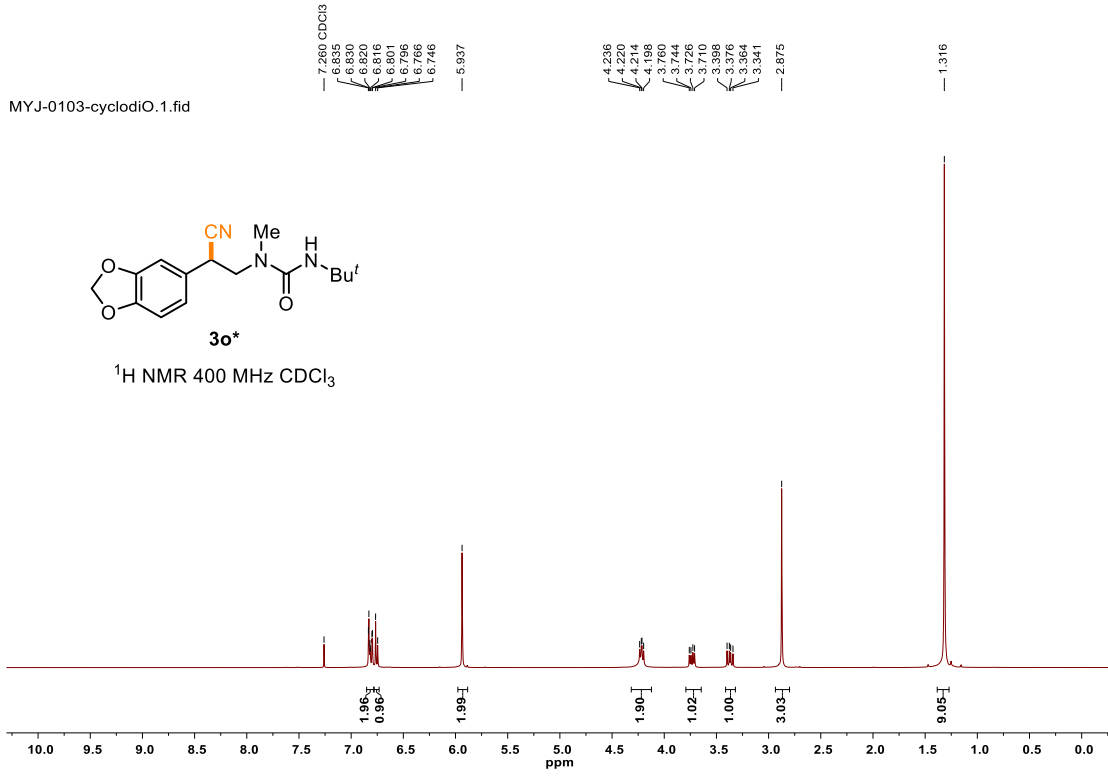 7.260 CDCl3
6.835
6.830
6.820
6.816
6.801
6.796
6.766
6.746
5.937
4.236
4.220
4.214
4.198
3.760
3.744
3.726
3.710
3.398
3.376
3.364
3.341
2.875
1.316
MYJ-0103-cyclodiO.1.fid
CN
Me
H
N
N
Buᵗ
O
O
O
3o*
¹H NMR 400 MHz CDCl₃
1.96
0.96
1.99
1.90
1.02
1.00
3.03
9.05
10.0 9.5 9.0 8.5 8.0 7.5 7.0 6.5 6.0 5.5 5.0 4.5 4.0 3.5 3.0 2.5 2.0 1.5 1.0 0.5 0.0
ppm